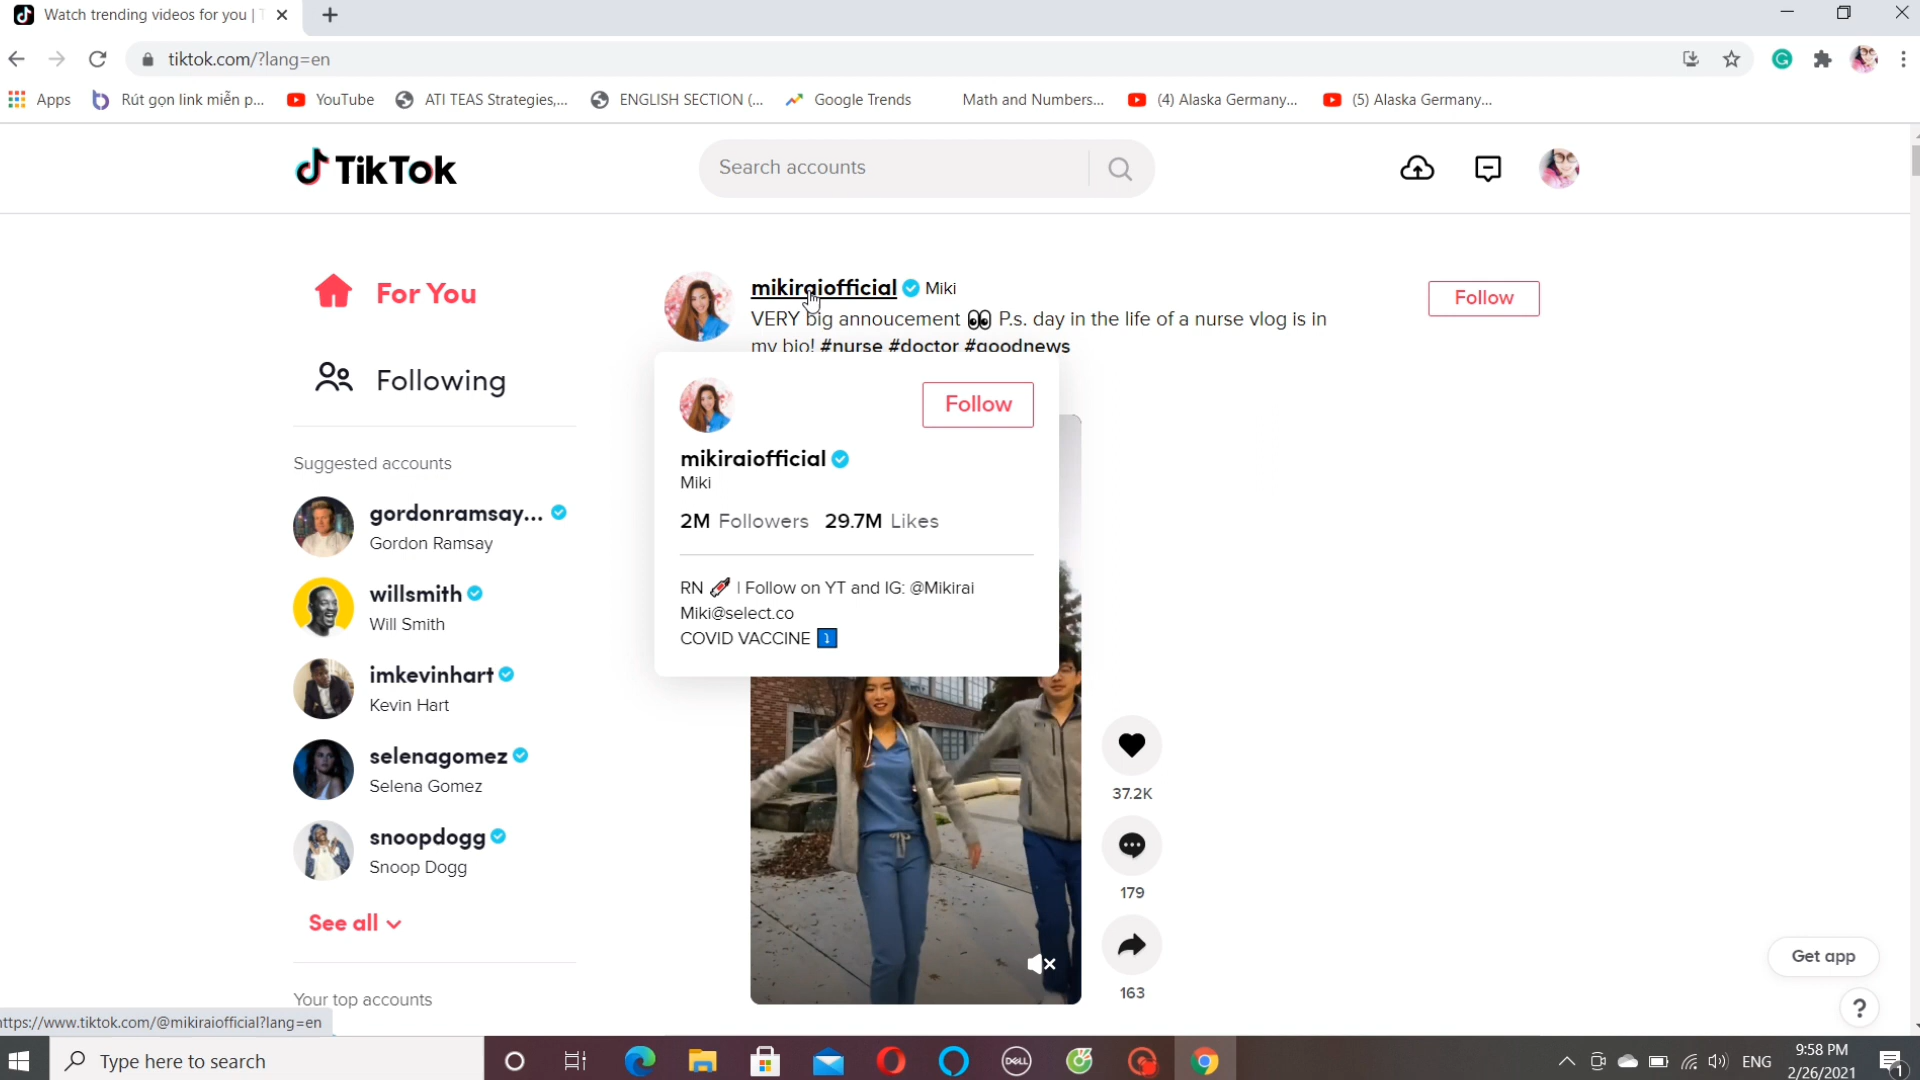 Watch trending videos for you |
tiktok.com/?lang=en
Apps
Rút gọn link miễn p...
YouTube
ATI TEAS Strategies,...
ENGLISH SECTION (...
Google Trends
Math and Numbers...
(4) Alaska Germany...
(5) Alaska Germany...
TikTok
Search accounts
For You
Following
Suggested accounts
gordonramsay...
Gordon Ramsay
willsmith
Will Smith
imkevinhart
Kevin Hart
selenagomez
Selena Gomez
snoopdogg
Snoop Dogg
See all
Your top accounts
mikiraiofficial Miki
VERY big annoucement 👀 P.s. day in the life of a nurse vlog is in
my bio! #nurse #doctor #goodnews
Follow
Follow
mikiraiofficial
Miki
2M Followers 29.7M Likes
RN | Follow on YT and IG: @Mikirai
Miki@select.co
COVID VACCINE ⤵
37.2K
179
163
Get app
?
ttps://www.tiktok.com/@mikiraiofficial?lang=en
Type here to search
DELL
ENG
9:58 PM
2/26/2021
1